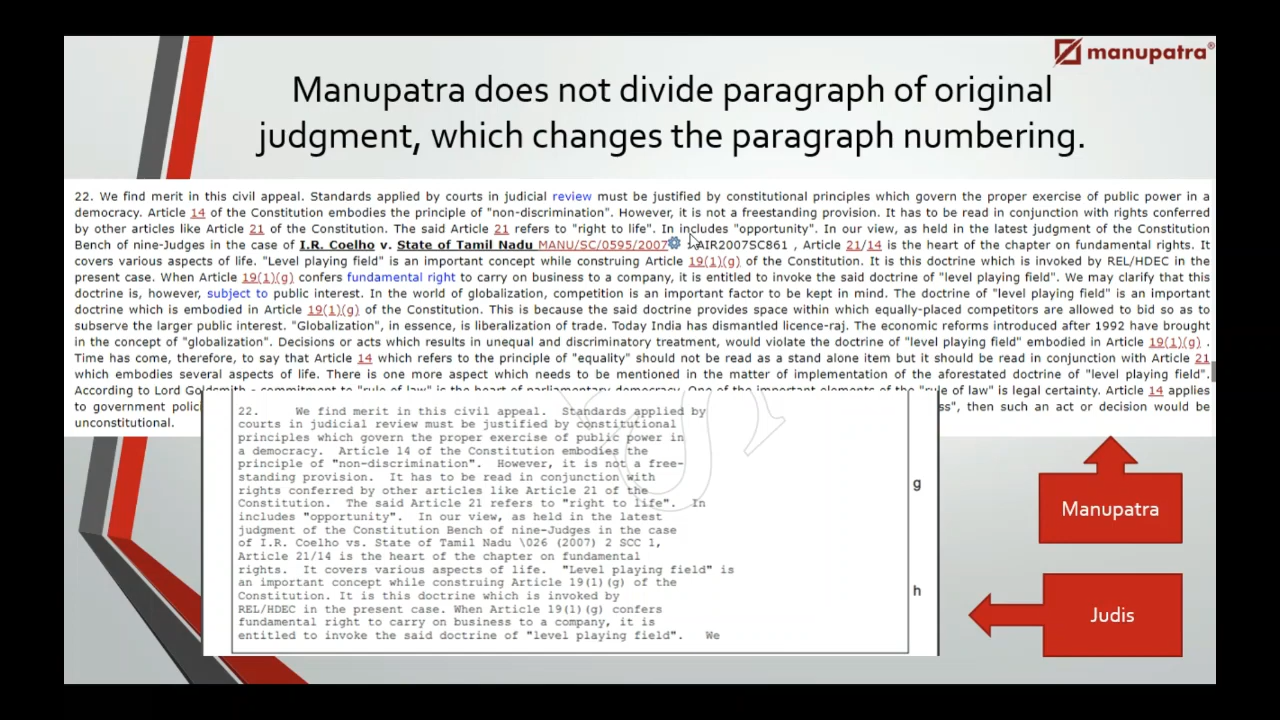 manupatra®
Manupatra does not divide paragraph of original
judgment, which changes the paragraph numbering.
22. We find merit in this civil appeal. Standards applied by courts in judicial review must be justified by constitutional principles which govern the proper exercise of public power in a
democracy. Article 14 of the Constitution embodies the principle of "non-discrimination". However, it is not a freestanding provision. It has to be read in conjunction with rights conferred
by other articles like Article 21 of the Constitution. The said Article 21 refers to "right to life". In includes "opportunity". In our view, as held in the latest judgment of the Constitution
Bench of nine-Judges in the case of I.R. Coelho v. State of Tamil Nadu MANU/SC/0595/2007 AIR2007SC861 , Article 21/14 is the heart of the chapter on fundamental rights. It
covers various aspects of life. "Level playing field" is an important concept while construing Article 19(1)(g) of the Constitution. It is this doctrine which is invoked by REL/HDEC in the
present case. When Article 19(1)(g) confers fundamental right to carry on business to a company, it is entitled to invoke the said doctrine of "level playing field". We may clarify that this
doctrine is, however, subject to public interest. In the world of globalization, competition is an important factor to be kept in mind. The doctrine of "level playing field" is an important
doctrine which is embodied in Article 19(1)(g) of the Constitution. This is because the said doctrine provides space within which equally-placed competitors are allowed to bid so as to
subserve the larger public interest. "Globalization", in essence, is liberalization of trade. Today India has dismantled licence-raj. The economic reforms introduced after 1992 have brought
in the concept of "globalization". Decisions or acts which results in unequal and discriminatory treatment, would violate the doctrine of "level playing field" embodied in Article 19(1)(g) .
Time has come, therefore, to say that Article 14 which refers to the principle of "equality" should not be read as a stand alone item but it should be read in conjunction with Article 21
which embodies several aspects of life. There is one more aspect which needs to be mentioned in the matter of implementation of the aforestated doctrine of "level playing field".
According to Lord Goldsmith - commitment to "rule of law" is the heart of parliamentary democracy. One of the important elements of the "rule of law" is legal certainty. Article 14 applies
to government polici s", then such an act or decision would be
unconstitutional.
22. We find merit in this civil appeal. Standards applied by
courts in judicial review must be justified by constitutional
principles which govern the proper exercise of public power in
a democracy. Article 14 of the Constitution embodies the
principle of "non-discrimination". However, it is not a free-
standing provision. It has to be read in conjunction with
rights conferred by other articles like Article 21 of the
Constitution. The said Article 21 refers to "right to life". In
includes "opportunity". In our view, as held in the latest
judgment of the Constitution Bench of nine-Judges in the case
of I.R. Coelho vs. State of Tamil Nadu \026 (2007) 2 SCC 1,
Article 21/14 is the heart of the chapter on fundamental
rights. It covers various aspects of life. "Level playing field" is
an important concept while construing Article 19(1)(g) of the
Constitution. It is this doctrine which is invoked by
REL/HDEC in the present case. When Article 19(1)(g) confers
fundamental right to carry on business to a company, it is
entitled to invoke the said doctrine of "level playing field". We
g
h
Manupatra
Judis